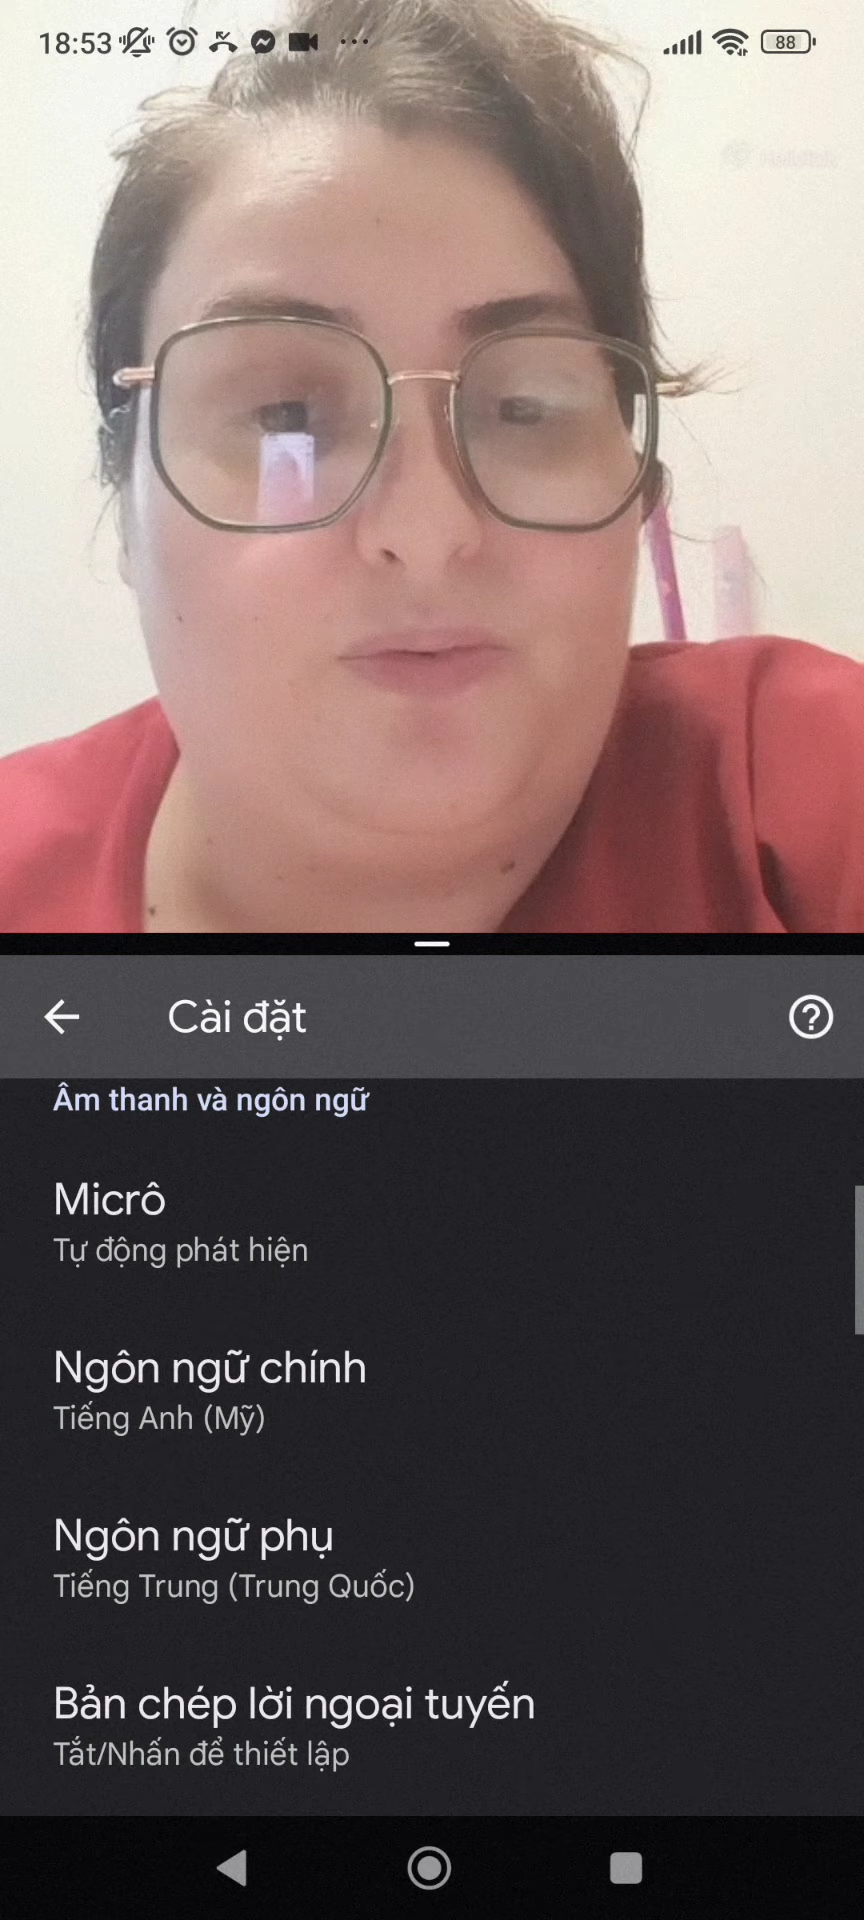 18:53
88
Cài đặt
Âm thanh và ngôn ngữ
Micrô
Tự động phát hiện
Ngôn ngữ chính
Tiếng Anh (Mỹ)
Ngôn ngữ phụ
Tiếng Trung (Trung Quốc)
Bản chép lời ngoại tuyến
Tắt/Nhấn để thiết lập